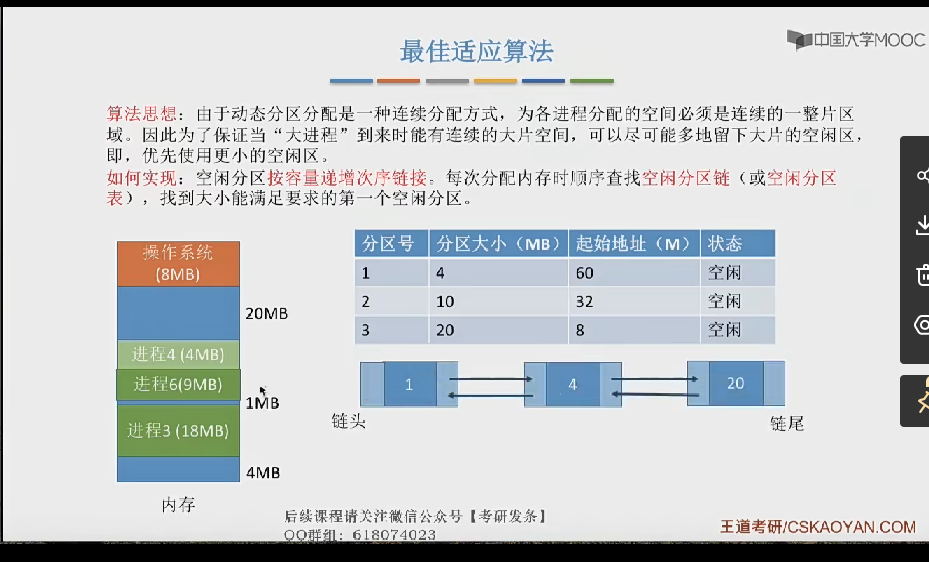 最佳适应算法
中国大学MOOC
算法思想：由于动态分区分配是一种连续分配方式，为各进程分配的空间必须是连续的一整片区
域。因此为了保证当“大进程”到来时能有连续的大片空间，可以尽可能多地留下大片的空闲区，
即，优先使用更小的空闲区。
如何实现：空闲分区按容量递增次序链接。每次分配内存时顺序查找空闲分区链（或空闲分区
表），找到大小能满足要求的第一个空闲分区。
操作系统
(8MB)
20MB
进程4 (4MB)
进程6(9MB)
1MB
进程3 (18MB)
4MB
内存
分区号 分区大小（MB） 起始地址（M） 状态
1 4 60 空闲
2 10 32 空闲
3 20 8 空闲
1 4 20
链头 链尾
后续课程请关注微信公众号【考研发条】
QQ群组：618074023
王道考研/CSKAOYAN.COM